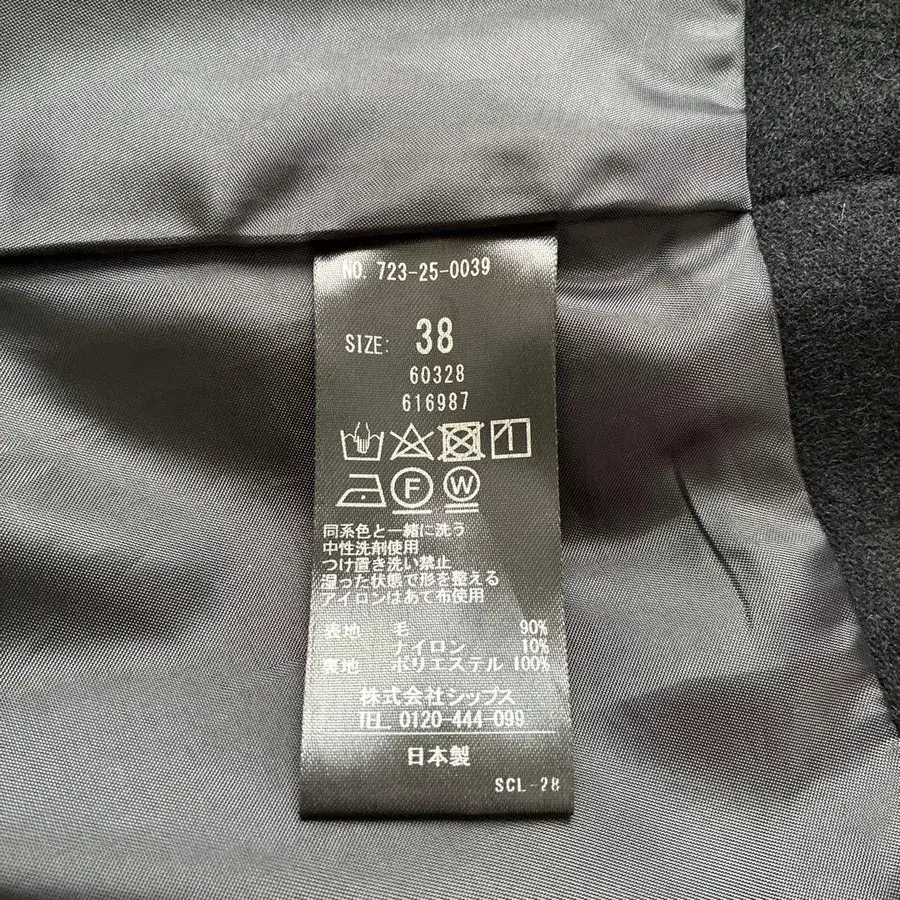 NO. 723-25-0039
SIZE: 38
60328
616987
F W
同系色と一緒に洗う
中性洗剤使用
つけ置き洗い禁止
湿った状態で形を整える
アイロンはあて布使用
表地 毛 90%
ナイロン 10%
裏地 ポリエステル 100%
株式会社シップス
TEL. 0120-444-099
日本製
SCL-28